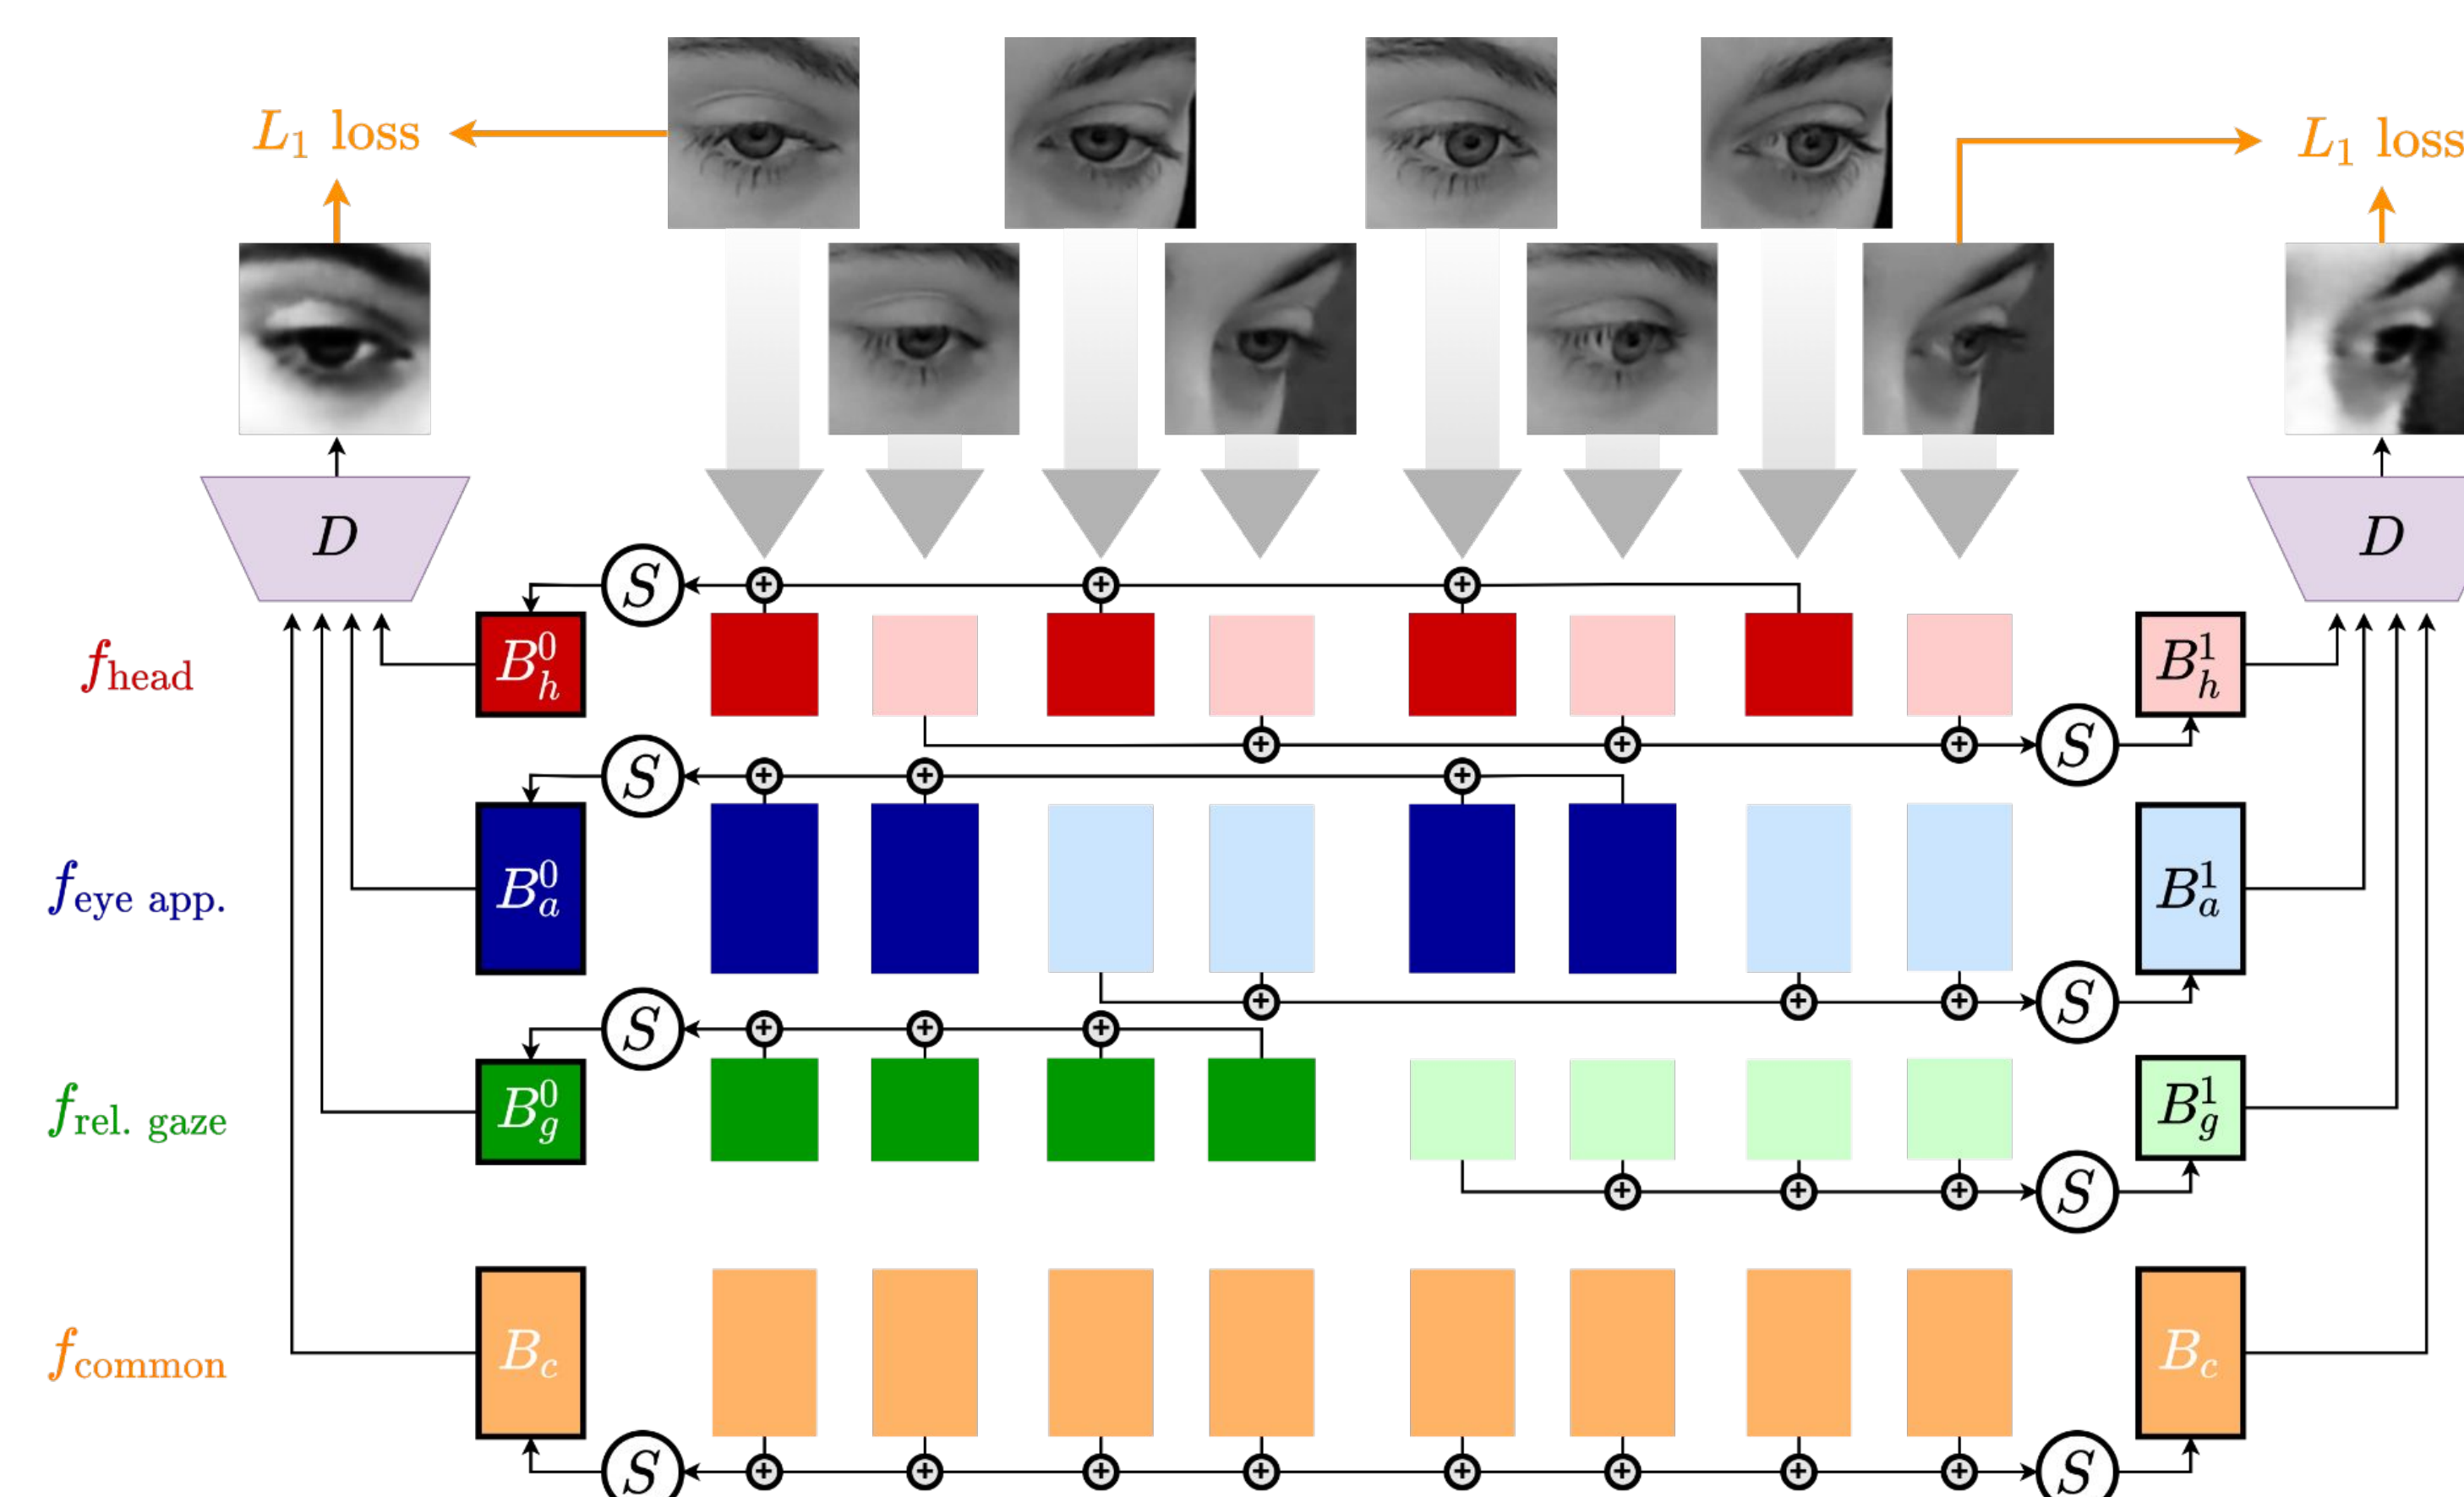 L₁ loss
L₁ loss
D
D
S
f_head
B_h^0
B_h^1
S
S
f_eye app.
B_a^0
B_a^1
S
S
f_rel. gaze
B_g^0
B_g^1
S
f_common
B_c
B_c
S
S